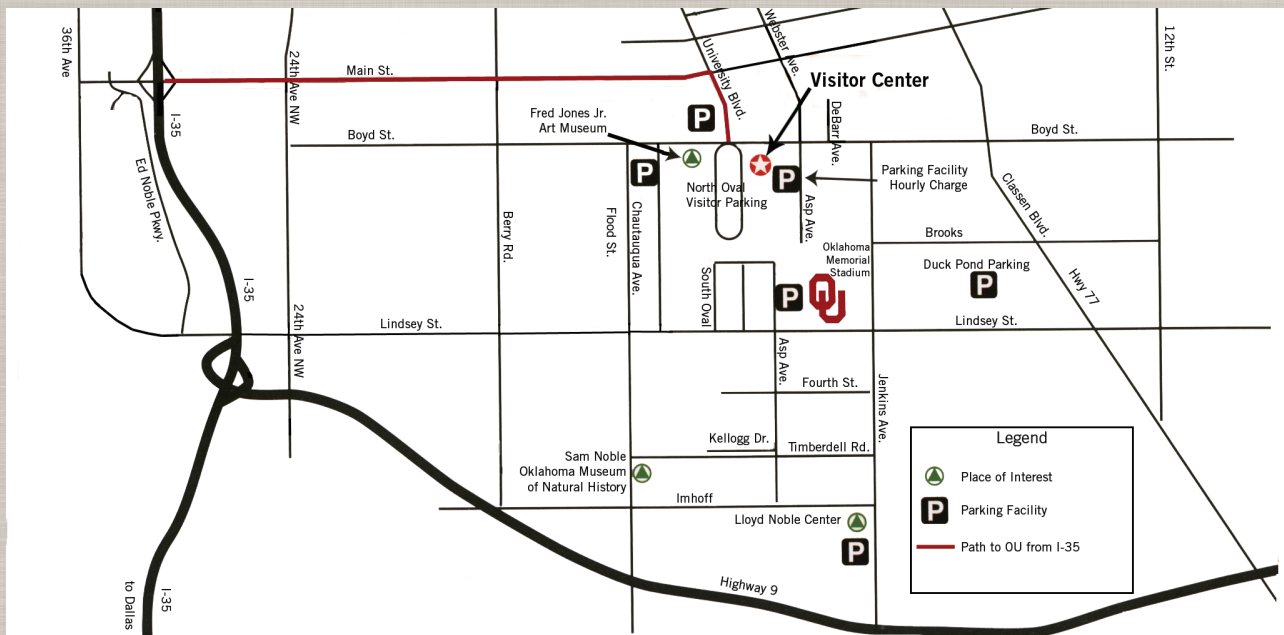 36th Ave
I-35
24th Ave NW
Main St.
University Blvd.
Webster Ave.
Visitor Center
12th St.
Fred Jones Jr.
Art Museum
P
DeBarr Ave.
Boyd St.
Boyd St.
Ed Noble Pkwy.
P
North Oval
Visitor Parking
P
Parking Facility
Hourly Charge
Asp Ave.
Classen Blvd.
Berry Rd.
Flood St.
Chautauqua Ave.
Brooks
Oklahoma
Memorial
Stadium
Duck Pond Parking
P
I-35
South Oval
P
OU
Hwy 77
24th Ave NW
Lindsey St.
Lindsey St.
Asp Ave.
Fourth St.
Jenkins Ave.
Kellogg Dr.
Timberdell Rd.
Sam Noble
Oklahoma Museum
of Natural History
Imhoff
Lloyd Noble Center
P
Highway 9
I-35
to Dallas
Legend
Place of Interest
P Parking Facility
Path to OU from I-35